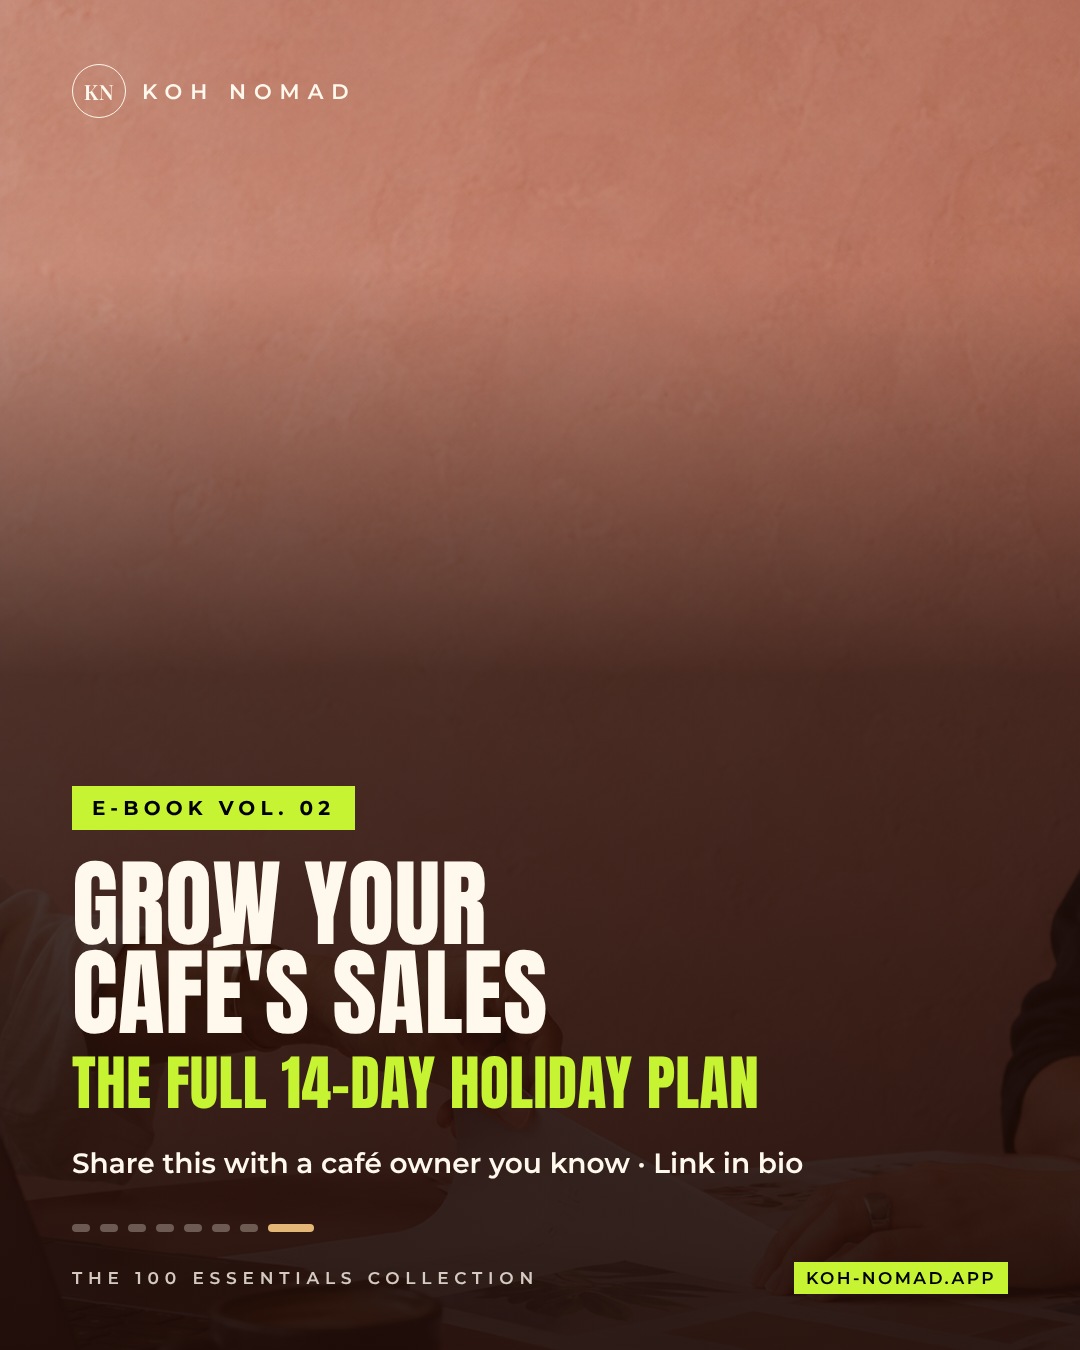 KN
KOH NOMAD
E-BOOK VOL. 02
GROW YOUR
CAFÉ'S SALES
THE FULL 14-DAY HOLIDAY PLAN
Share this with a café owner you know · Link in bio
THE 100 ESSENTIALS COLLECTION
KOH-NOMAD.APP